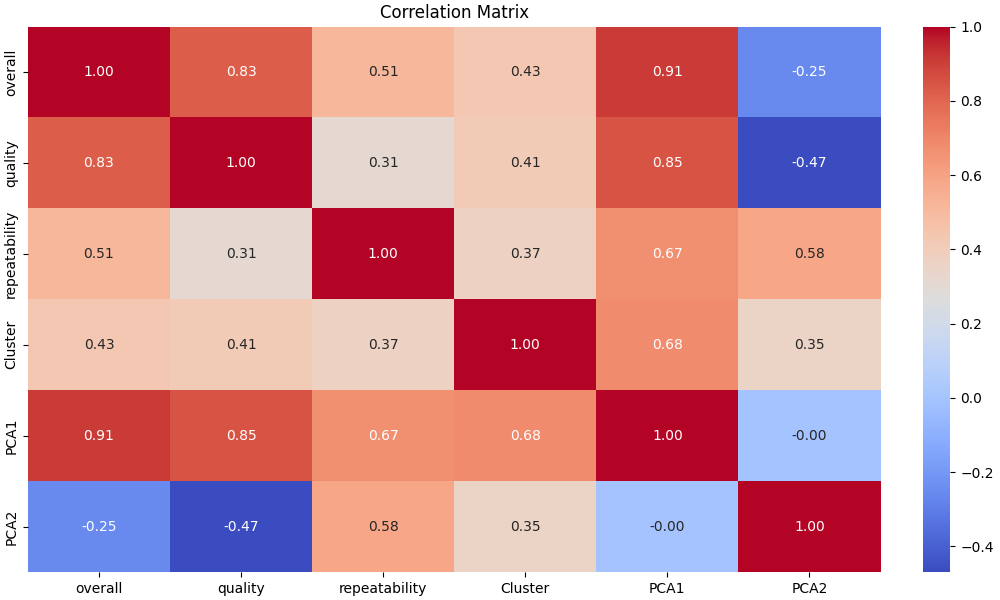 Correlation Matrix
overall 1.00 0.83 0.51 0.43 0.91 -0.25
quality 0.83 1.00 0.31 0.41 0.85 -0.47
repeatability 0.51 0.31 1.00 0.37 0.67 0.58
Cluster 0.43 0.41 0.37 1.00 0.68 0.35
PCA1 0.91 0.85 0.67 0.68 1.00 -0.00
PCA2 -0.25 -0.47 0.58 0.35 -0.00 1.00
overall quality repeatability Cluster PCA1 PCA2
1.0
0.8
0.6
0.4
0.2
0.0
−0.2
−0.4